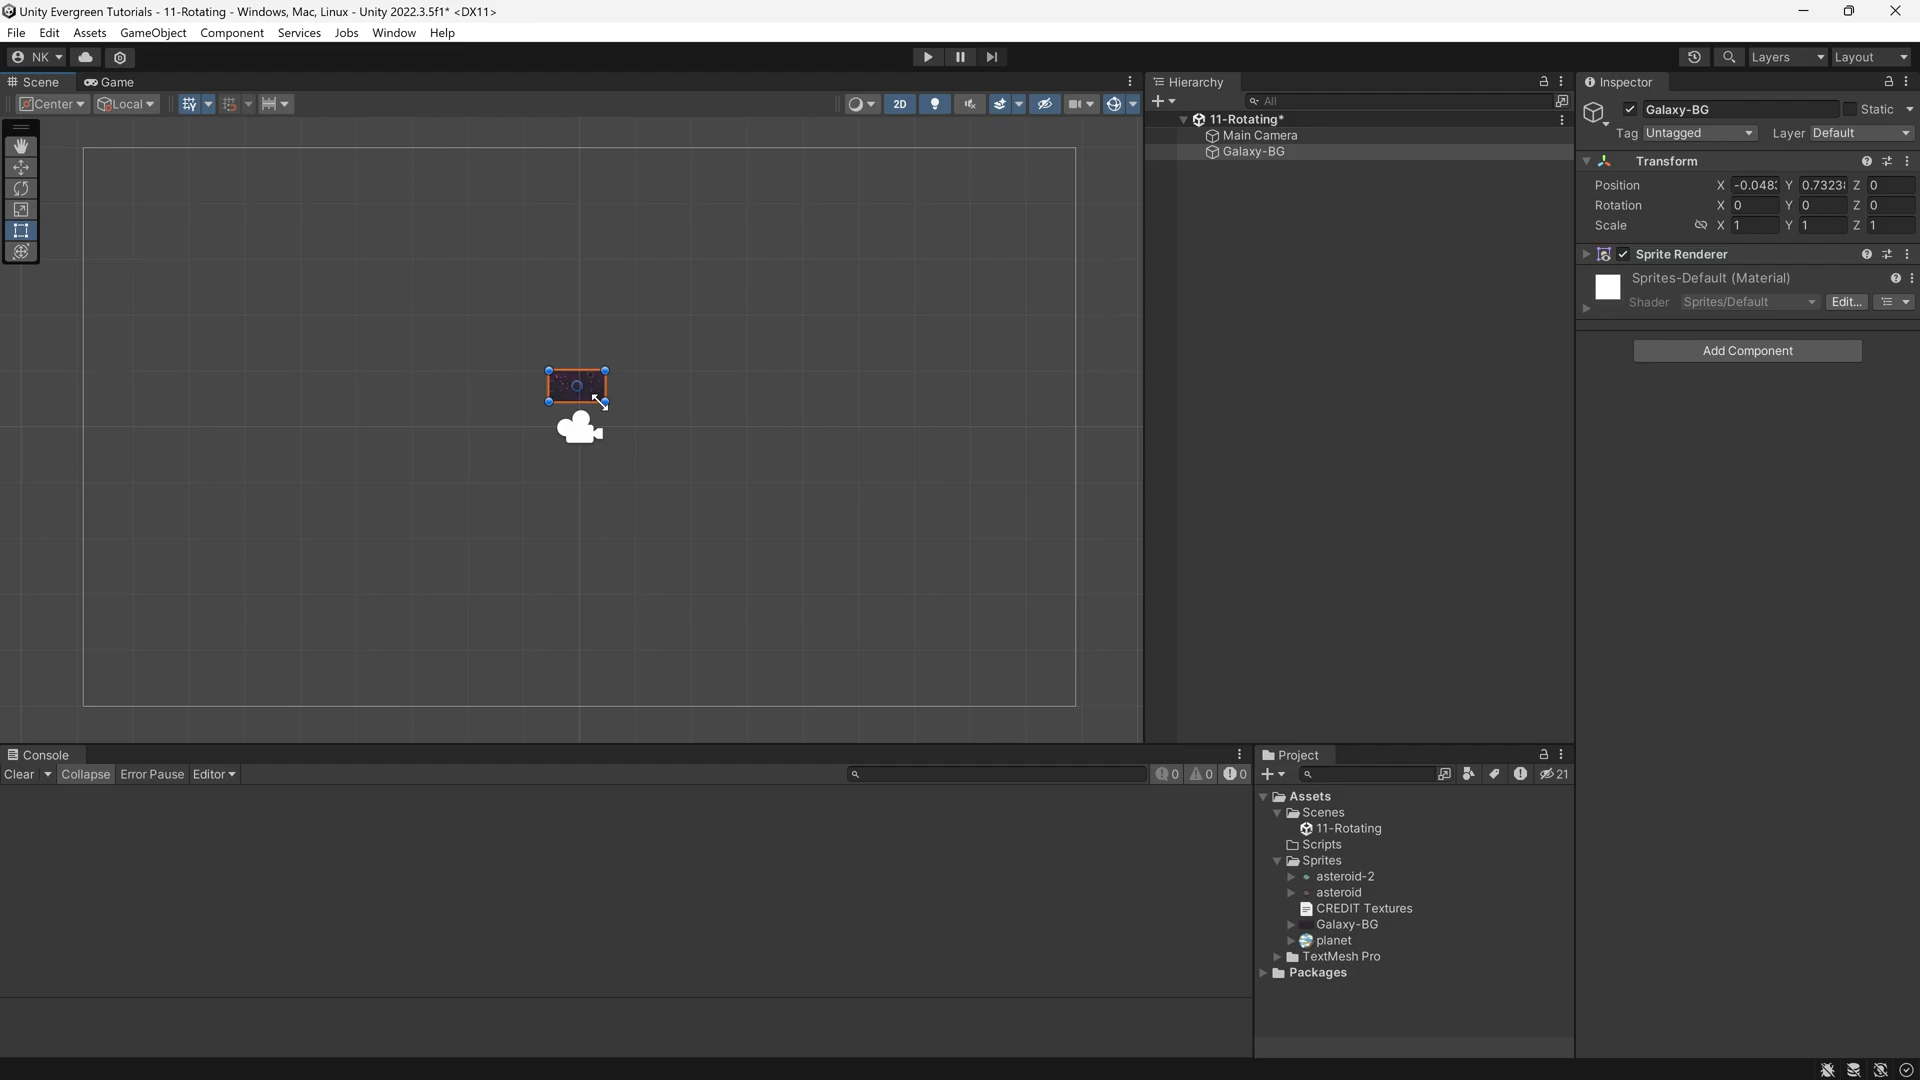 Unity Evergreen Tutorials - 11-Rotating - Windows, Mac, Linux - Unity 2022.3.5f1* <DX11>
File Edit Assets GameObject Component Services Jobs Window Help
NK Layers Layout
Scene Game
Center Local 2D
Hierarchy
All
11-Rotating*
Main Camera
Galaxy-BG
Inspector
Galaxy-BG Static
Tag Untagged Layer Default
Transform
Position X -0.048 Y 0.7323 Z 0
Rotation X 0 Y 0 Z 0
Scale X 1 Y 1 Z 1
Sprite Renderer
Sprites-Default (Material)
Shader Sprites/Default Edit...
Add Component
Console
Clear Collapse Error Pause Editor 0 0 0
Project
21
Assets
Scenes
11-Rotating
Scripts
Sprites
asteroid-2
asteroid
CREDIT Textures
Galaxy-BG
planet
TextMesh Pro
Packages